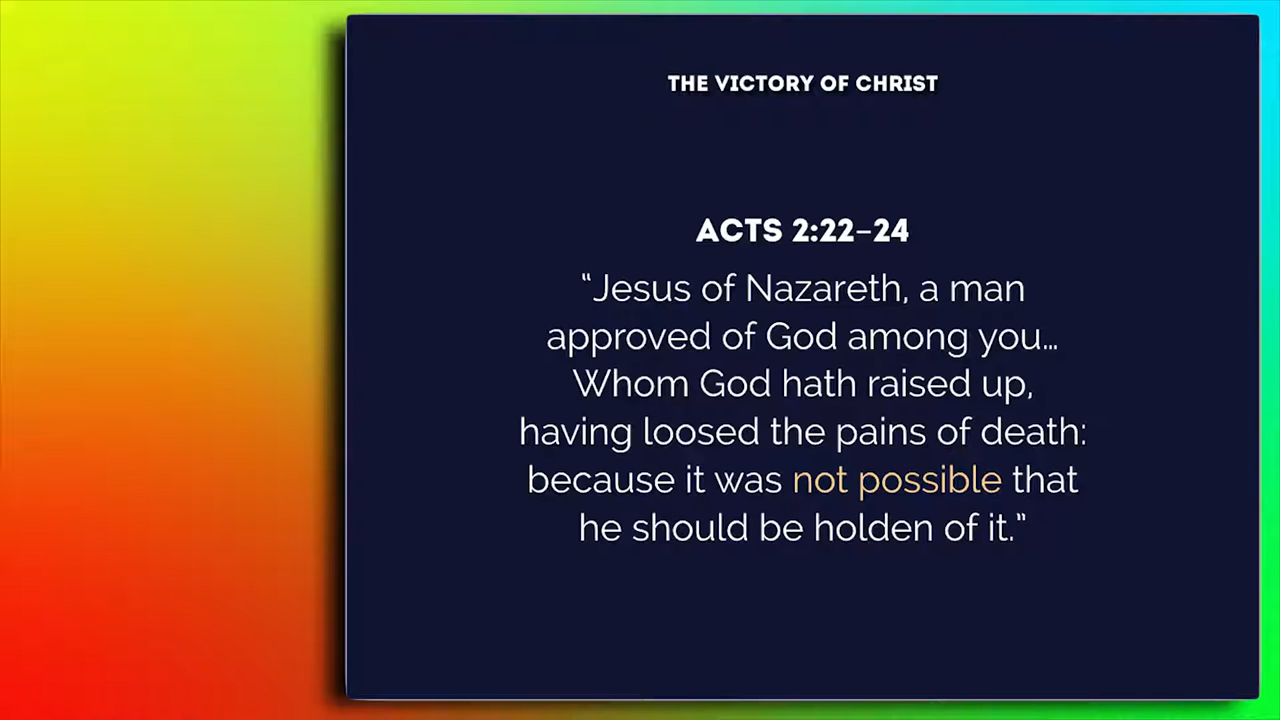 THE VICTORY OF CHRIST
ACTS 2:22–24
“Jesus of Nazareth, a man
approved of God among you…
Whom God hath raised up,
having loosed the pains of death:
because it was not possible that
he should be holden of it.”